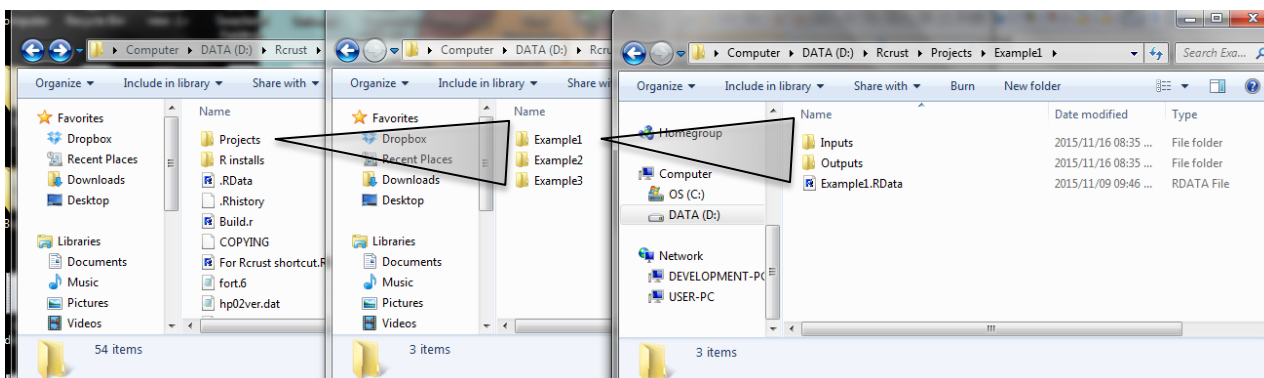 Computer ▸ DATA (D:) ▸ Rcrust ▸
Organize Include in library Share with
Favorites
Dropbox
Recent Places
Downloads
Desktop
Libraries
Documents
Music
Pictures
Videos
Name
Projects
R installs
.RData
.Rhistory
Build.r
COPYING
For Rcrust shortcut.R
fort.6
hp02ver.dat
54 items
Computer ▸ DATA (D:) ▸ Rcru
Organize Include in library Share wi
Favorites
Dropbox
Recent Places
Downloads
Desktop
Libraries
Documents
Music
Pictures
Videos
Name
Example1
Example2
Example3
3 items
Computer ▸ DATA (D:) ▸ Rcrust ▸ Projects ▸ Example1 ▸
Search Exa...
Organize Include in library Share with Burn New folder
Homegroup
Computer
OS (C:)
DATA (D:)
Network
DEVELOPMENT-PC
USER-PC
Name Date modified Type
Inputs 2015/11/16 08:35 ... File folder
Outputs 2015/11/16 08:35 ... File folder
Example1.RData 2015/11/09 09:46 ... RDATA File
3 items